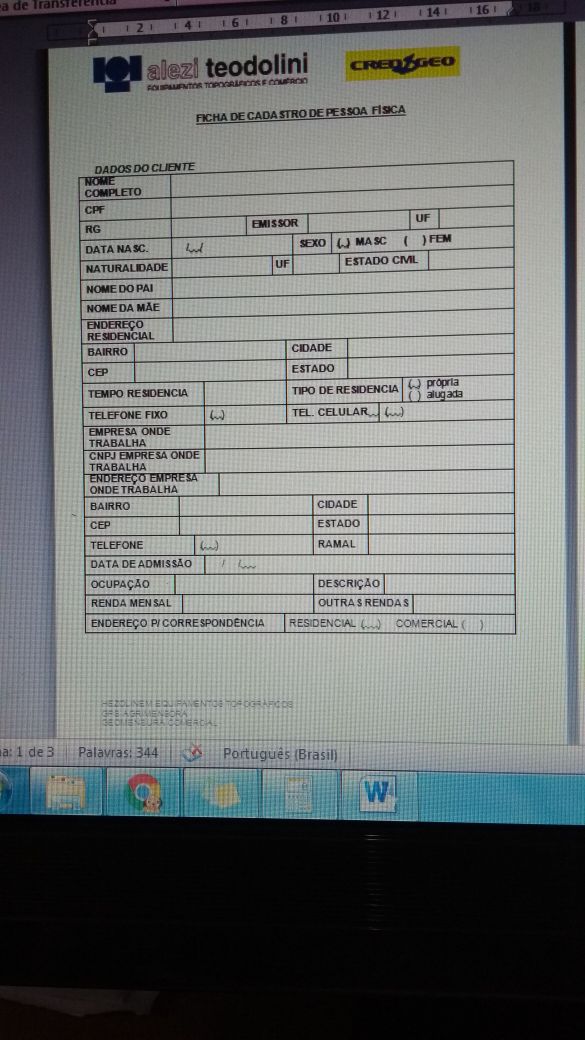 a de Transferência
2 4 6 8 10 12 14 16 18
alezi teodolini
EQUIPAMENTOS TOPOGRÁFICOS E COMÉRCIO
CREDIGEO
FICHA DE CADASTRO DE PESSOA FÍSICA
DADOS DO CLIENTE
NOME COMPLETO
CPF
RG EMISSOR UF
DATA NASC. / / SEXO ( ) MASC ( ) FEM
NATURALIDADE UF ESTADO CIVIL
NOME DO PAI
NOME DA MÃE
ENDEREÇO RESIDENCIAL
BAIRRO CIDADE
CEP ESTADO
TEMPO RESIDENCIA TIPO DE RESIDENCIA ( ) própria
( ) alugada
TELEFONE FIXO ( ) TEL. CELULAR ( )
EMPRESA ONDE TRABALHA
CNPJ EMPRESA ONDE TRABALHA
ENDEREÇO EMPRESA ONDE TRABALHA
BAIRRO CIDADE
CEP ESTADO
TELEFONE ( ) RAMAL
DATA DE ADMISSÃO / /
OCUPAÇÃO DESCRIÇÃO
RENDA MENSAL OUTRAS RENDAS
ENDEREÇO P/ CORRESPONDÊNCIA RESIDENCIAL ( ) COMERCIAL ( )
EQUIPAMENTOS TOPOGRAFICOS
AGRIMENSORA
COMERCIAL
a: 1 de 3 Palavras: 344 Português (Brasil)
W